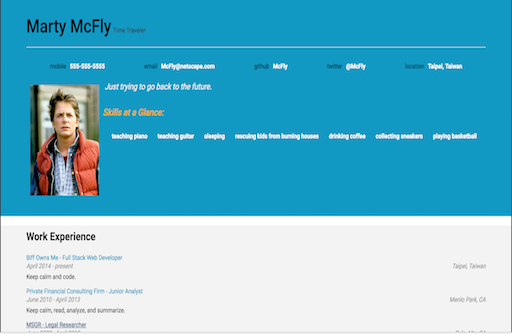 Marty McFly Time Traveler
mobile 555-555-5555 email McFly@netscape.com github McFly twitter @McFly location Taipei, Taiwan
Just trying to go back to the future.
Skills at a Glance:
teaching piano teaching guitar sleeping rescuing kids from burning houses drinking coffee collecting sneakers playing basketball
Work Experience
Biff Owns Me - Full Stack Web Developer
April 2014 - present Taipei, Taiwan
Keep calm and code.
Private Financial Consulting Firm - Junior Analyst
June 2010 - April 2013 Menlo Park, CA
Keep calm, read, analyze, and summarize.
MSGR - Legal Researcher